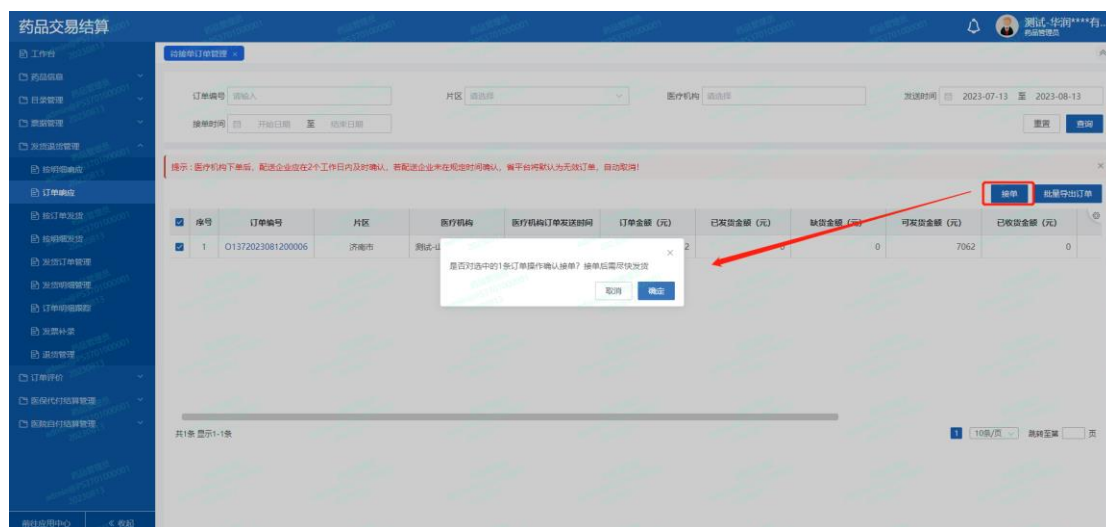 药品交易结算
测试-华润****有...
药品管理员
工作台
待接单订单管理 ×
药品信息
目录管理
票据管理
发货退货管理
按明细响应
订单响应
按订单发货
按明细发货
发货订单管理
发货明细管理
订单明细跟踪
发票补录
退货管理
订单评价
医保代付结算管理
医院自付结算管理
前往应用中心 < 收起
订单编号 请输入 片区 请选择 医疗机构 请选择 发送时间 2023-07-13 至 2023-08-13
接单时间 开始日期 至 结束日期 重置 查询
提示：医疗机构下单后，配送企业应在2个工作日内及时确认，若配送企业未在规定时间确认，省平台将默认为无效订单，自动取消!
接单 批量导出订单
序号 订单编号 片区 医疗机构 医疗机构订单发送时间 订单金额（元） 已发货金额（元） 缺货金额（元） 可发货金额（元） 已收货金额（元）
1 O1372023081200006 济南市 测试-山 2 0 0 7062 0
是否对选中的1条订单操作确认接单？接单后需尽快发货
取消 确定
共1条 显示1-1条 1 10条/页 跳转至第 页